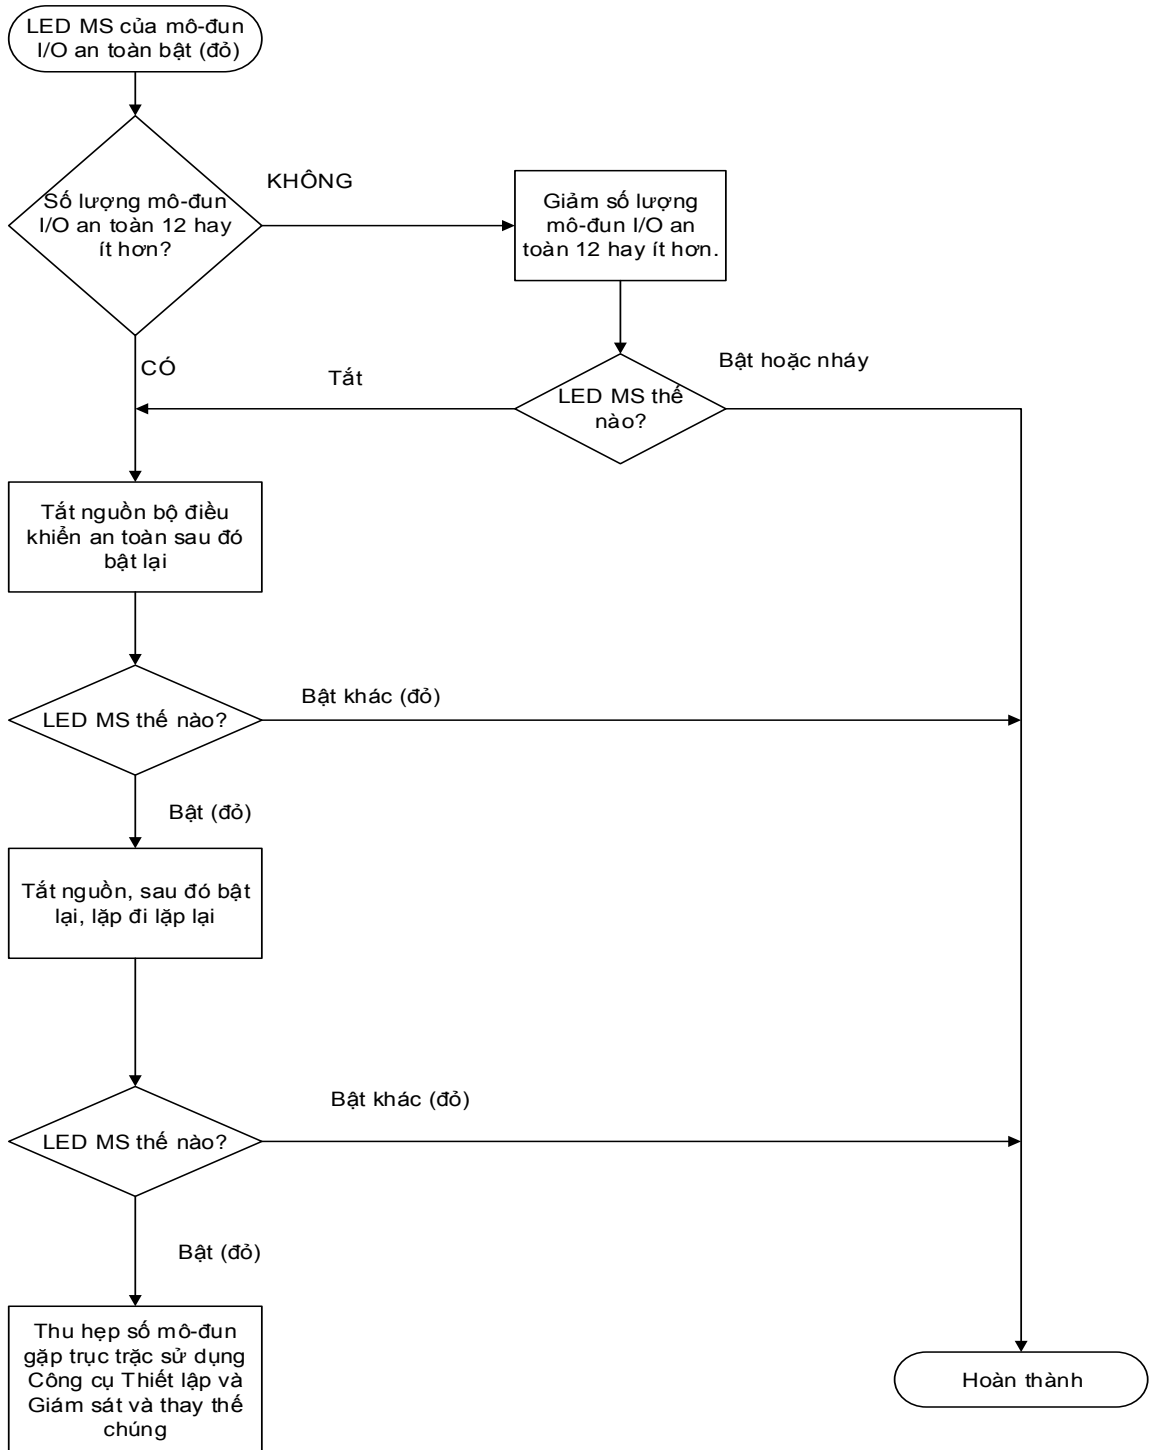 LED MS của mô-đun
I/O an toàn bật (đỏ)
Số lượng mô-đun
I/O an toàn 12 hay
ít hơn?
KHÔNG
Giảm số lượng
mô-đun I/O an
toàn 12 hay ít hơn.
CÓ
Tắt
LED MS thế
nào?
Bật hoặc nháy
Tắt nguồn bộ điều
khiển an toàn sau đó
bật lại
LED MS thế nào?
Bật khác (đỏ)
Bật (đỏ)
Tắt nguồn, sau đó bật
lại, lặp đi lặp lại
LED MS thế nào?
Bật khác (đỏ)
Bật (đỏ)
Thu hẹp số mô-đun
gặp trục trặc sử dụng
Công cụ Thiết lập và
Giám sát và thay thế
chúng
Hoàn thành